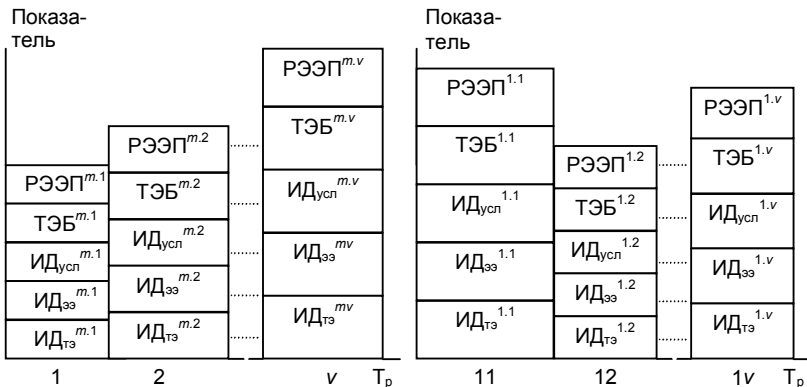 Показа-
тель
РЭЭП^m.v
ТЭБ^m.v
ИД_усл^m.v
ИД_ээ^mv
ИД_тэ^mv
РЭЭП^m.2
ТЭБ^m.2
ИД_усл^m.2
ИД_ээ^m.2
ИД_тэ^m.2
РЭЭП^m.1
ТЭБ^m.1
ИД_усл^m.1
ИД_ээ^m.1
ИД_тэ^m.1
1 2 v Т_р
Показа-
тель
РЭЭП^1.1
ТЭБ^1.1
ИД_усл^1.1
ИД_ээ^1.1
ИД_тэ^1.1
РЭЭП^1.2
ТЭБ^1.2
ИД_усл^1.2
ИД_ээ^1.2
ИД_тэ^1.2
РЭЭП^1.v
ТЭБ^1.v
ИД_усл^1.v
ИД_ээ^1.v
ИД_тэ^1.v
11 12 1v Т_р